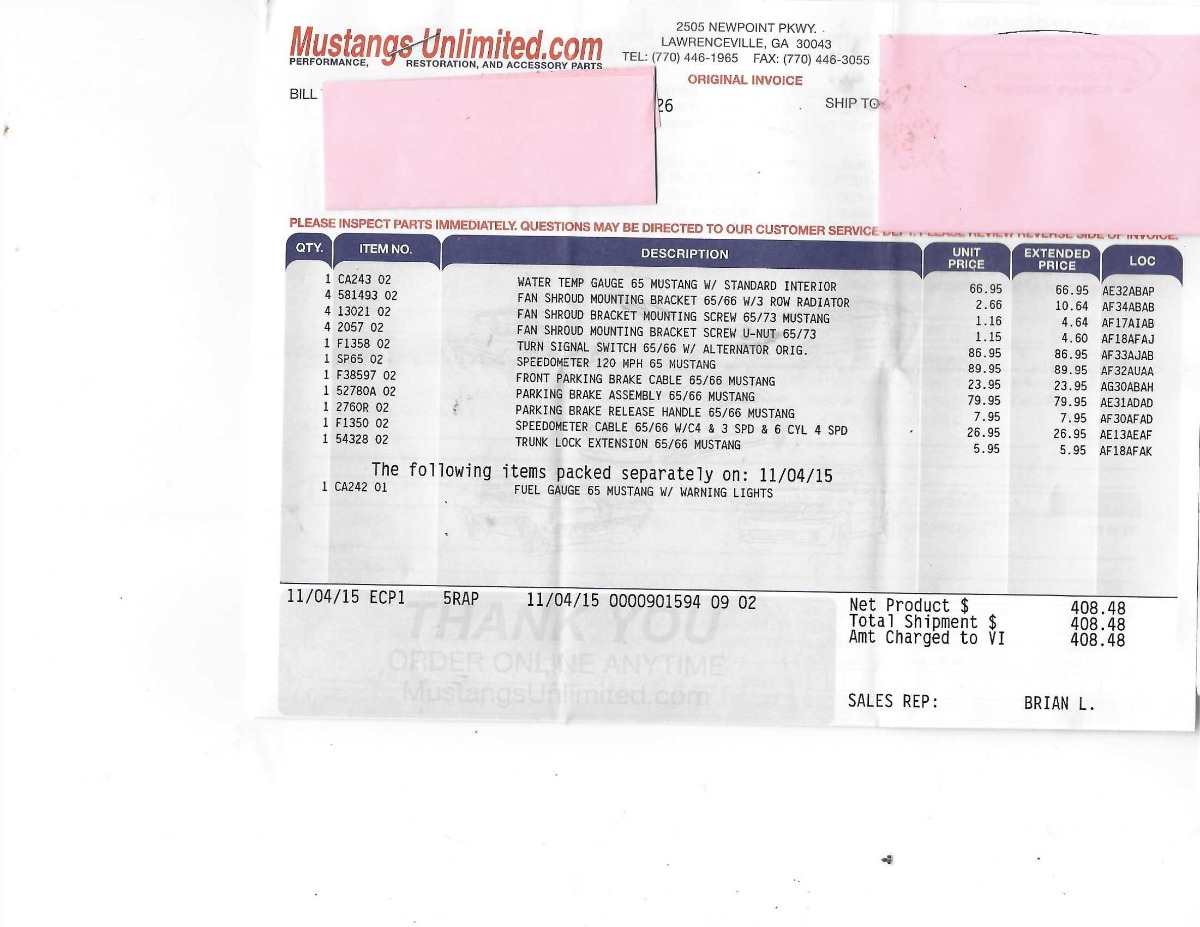 Mustangs Unlimited.com
PERFORMANCE, RESTORATION, AND ACCESSORY PARTS
2505 NEWPOINT PKWY.
LAWRENCEVILLE, GA 30043
TEL: (770) 446-1965 FAX: (770) 446-3055
ORIGINAL INVOICE
BILL
26
SHIP TO
PLEASE INSPECT PARTS IMMEDIATELY. QUESTIONS MAY BE DIRECTED TO OUR CUSTOMER SERVICE DEPT. PLEASE REVIEW REVERSE SIDE OF INVOICE.
QTY. ITEM NO. DESCRIPTION UNIT PRICE EXTENDED PRICE LOC
1 CA243 02 WATER TEMP GAUGE 65 MUSTANG W/ STANDARD INTERIOR 66.95 66.95 AE32ABAP
4 581493 02 FAN SHROUD MOUNTING BRACKET 65/66 W/3 ROW RADIATOR 2.66 10.64 AF34ABAB
4 13021 02 FAN SHROUD BRACKET MOUNTING SCREW 65/73 MUSTANG 1.16 4.64 AF17AIAB
4 2057 02 FAN SHROUD MOUNTING BRACKET SCREW U-NUT 65/73 1.15 4.60 AF18AFAJ
1 F1358 02 TURN SIGNAL SWITCH 65/66 W/ ALTERNATOR ORIG. 86.95 86.95 AF33AJAB
1 SP65 02 SPEEDOMETER 120 MPH 65 MUSTANG 89.95 89.95 AF32AUAA
1 F38597 02 FRONT PARKING BRAKE CABLE 65/66 MUSTANG 23.95 23.95 AG30ABAH
1 52780A 02 PARKING BRAKE ASSEMBLY 65/66 MUSTANG 79.95 79.95 AE31ADAD
1 2760R 02 PARKING BRAKE RELEASE HANDLE 65/66 MUSTANG 7.95 7.95 AF30AFAD
1 F1350 02 SPEEDOMETER CABLE 65/66 W/C4 & 3 SPD & 6 CYL 4 SPD 26.95 26.95 AE13AEAF
1 54328 02 TRUNK LOCK EXTENSION 65/66 MUSTANG 5.95 5.95 AF18AFAK
The following items packed separately on: 11/04/15
1 CA242 01 FUEL GAUGE 65 MUSTANG W/ WARNING LIGHTS
11/04/15 ECP1 5RAP 11/04/15 0000901594 09 02
THANK YOU
ORDER ONLINE ANYTIME
MustangsUnlimited.com
Net Product $ 408.48
Total Shipment $ 408.48
Amt Charged to VI 408.48
SALES REP: BRIAN L.